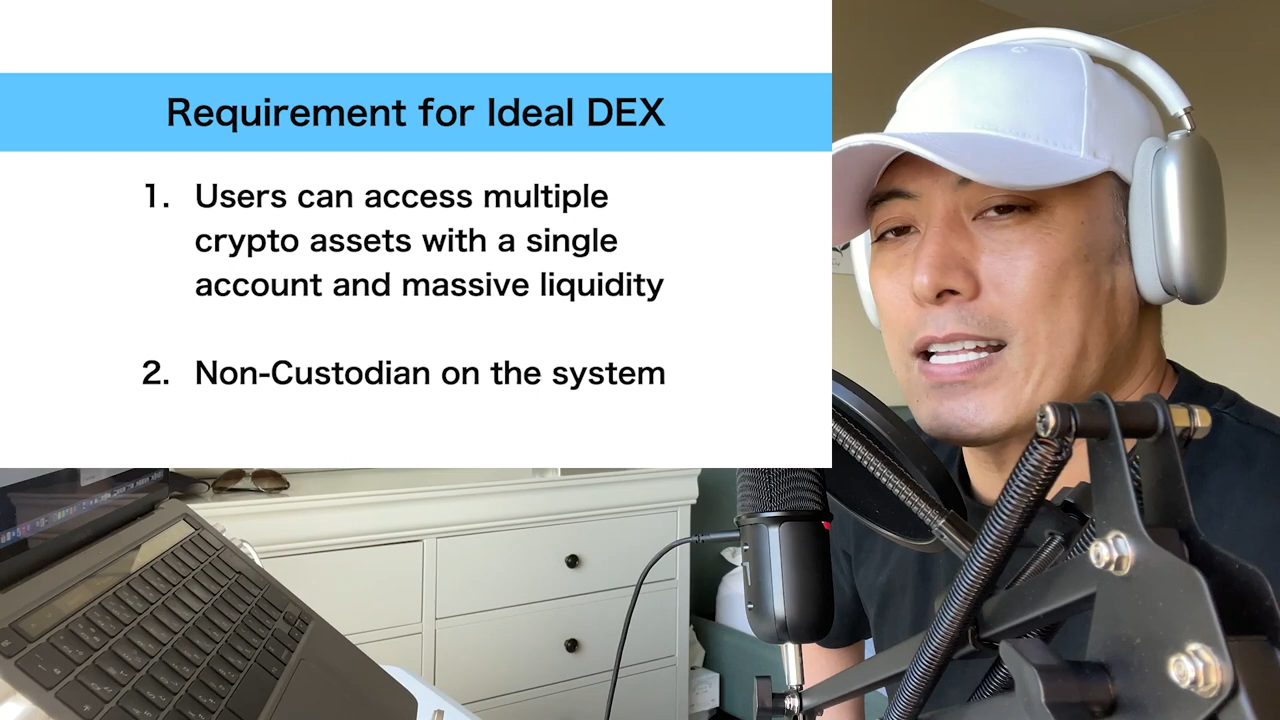 Requirement for Ideal DEX
1. Users can access multiple
crypto assets with a single
account and massive liquidity
2. Non-Custodian on the system